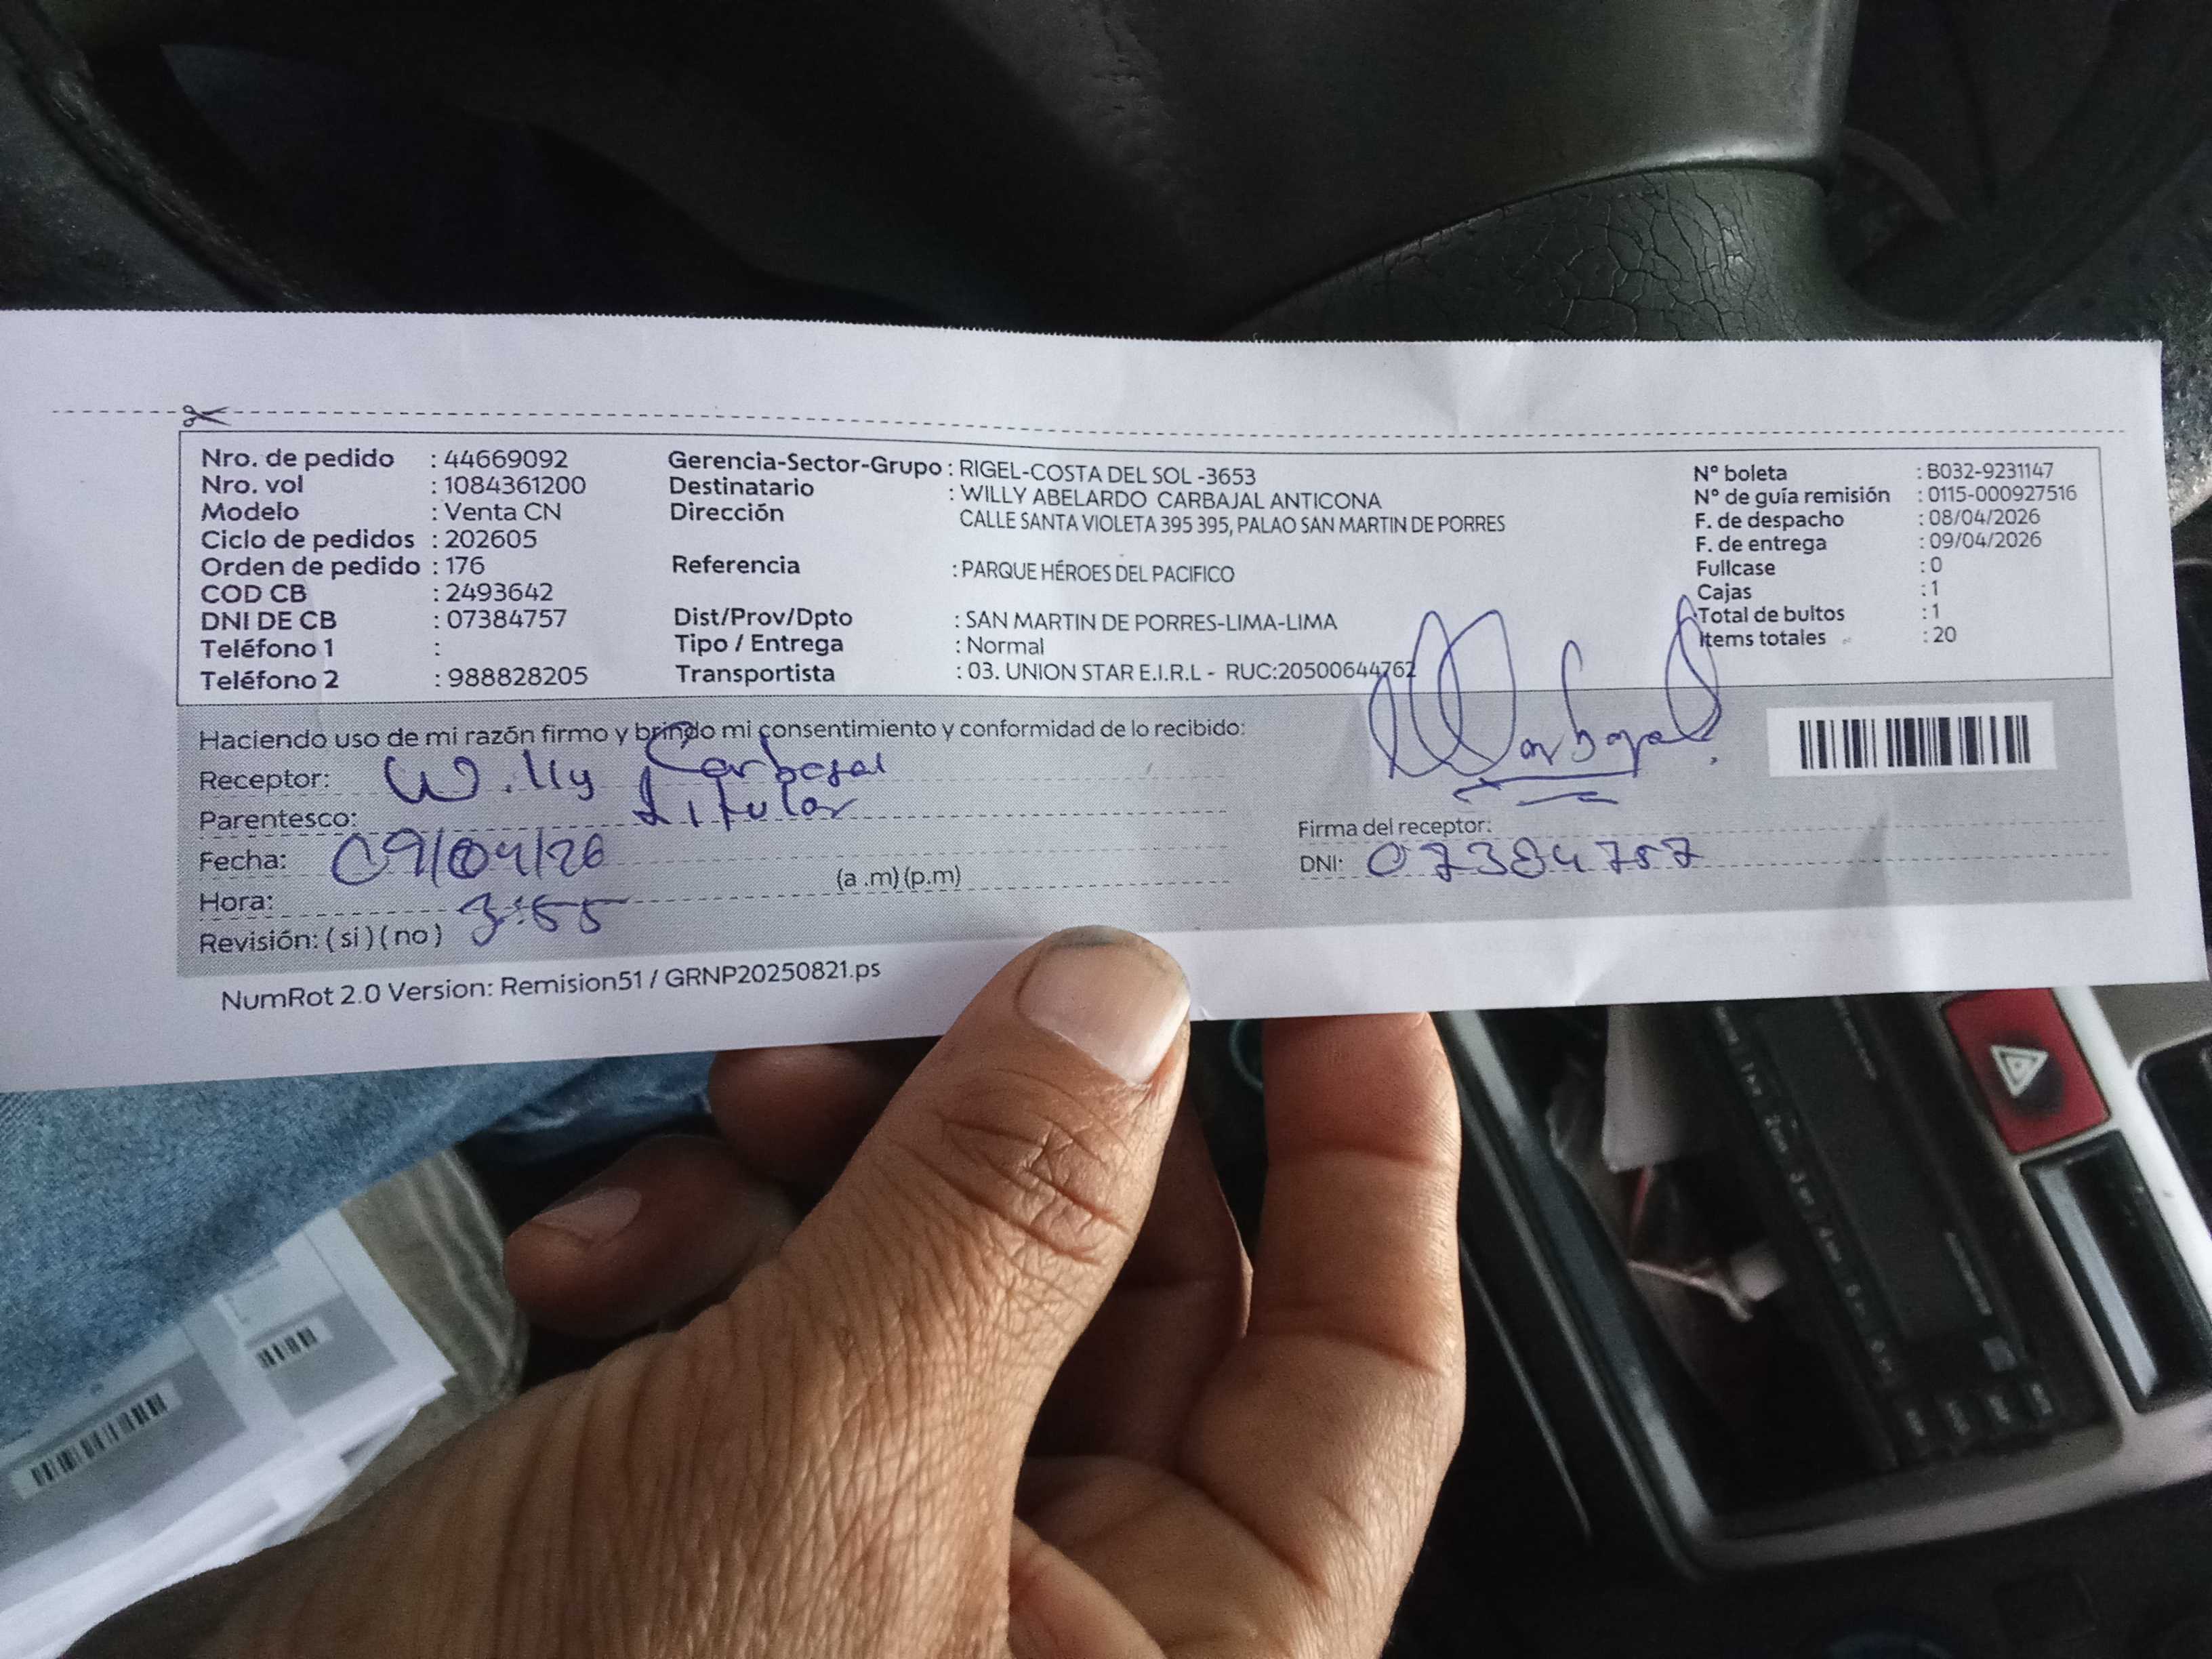 Nro. de pedido : 44669092
Nro. vol : 1084361200
Modelo : Venta CN
Ciclo de pedidos : 202605
Orden de pedido : 176
COD CB : 2493642
DNI DE CB : 07384757
Teléfono 1 :
Teléfono 2 : 988828205
Gerencia-Sector-Grupo : RIGEL-COSTA DEL SOL -3653
Destinatario : WILLY ABELARDO CARBAJAL ANTICONA
Dirección CALLE SANTA VIOLETA 395 395, PALAO SAN MARTIN DE PORRES
Referencia : PARQUE HÉROES DEL PACIFICO
Dist/Prov/Dpto : SAN MARTIN DE PORRES-LIMA-LIMA
Tipo / Entrega : Normal
Transportista : 03. UNION STAR E.I.R.L - RUC:20500644762
N° boleta : B032-9231147
N° de guía remisión : 0115-000927516
F. de despacho : 08/04/2026
F. de entrega : 09/04/2026
Fullcase : 0
Cajas : 1
Total de bultos : 1
Items totales : 20
Haciendo uso de mi razón firmo y brindo mi consentimiento y conformidad de lo recibido:
Receptor: Willy Carbajal
Parentesco: titular
Fecha: 09/04/26
Hora: 3:55 (a .m) (p.m)
Revisión: ( si ) ( no )
Carbajal
Firma del receptor:
DNI: 07384757
NumRot 2.0 Version: Remision51 / GRNP20250821.ps